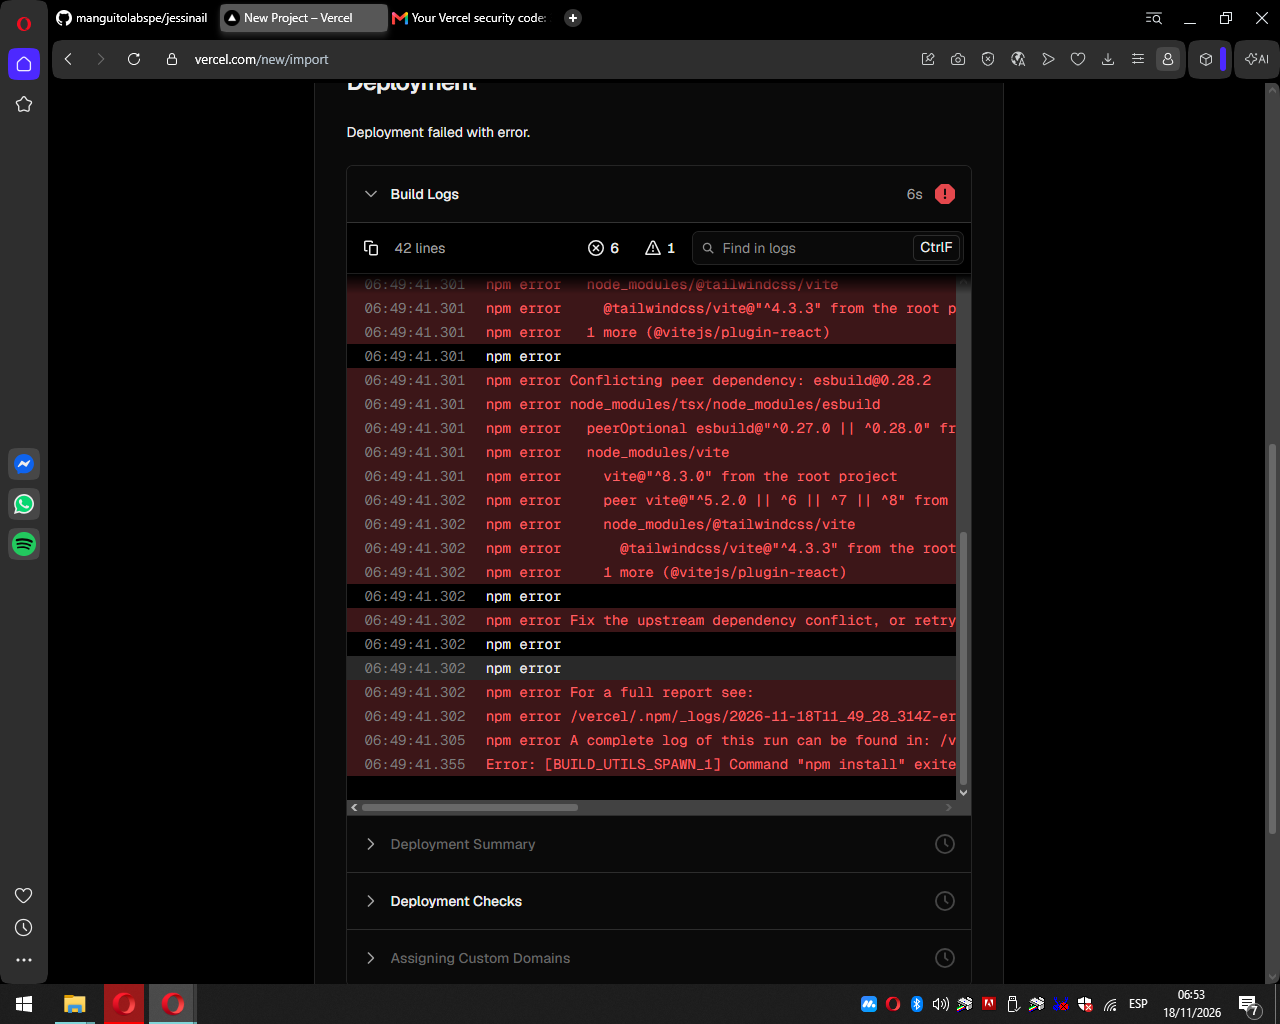 manguitolabspe/jessinail
New Project – Vercel
Your Vercel security code:
vercel.com/new/import
AI
Deployment
Deployment failed with error.
Build Logs
6s
42 lines
6
1
Find in logs
CtrlF
06:49:41.301 npm error node_modules/@tailwindcss/vite
06:49:41.301 npm error @tailwindcss/vite@"^4.3.3" from the root p
06:49:41.301 npm error 1 more (@vitejs/plugin-react)
06:49:41.301 npm error
06:49:41.301 npm error Conflicting peer dependency: esbuild@0.28.2
06:49:41.301 npm error node_modules/tsx/node_modules/esbuild
06:49:41.301 npm error peerOptional esbuild@"^0.27.0 || ^0.28.0" fr
06:49:41.301 npm error node_modules/vite
06:49:41.301 npm error vite@"^8.3.0" from the root project
06:49:41.302 npm error peer vite@"^5.2.0 || ^6 || ^7 || ^8" from
06:49:41.302 npm error node_modules/@tailwindcss/vite
06:49:41.302 npm error @tailwindcss/vite@"^4.3.3" from the root
06:49:41.302 npm error 1 more (@vitejs/plugin-react)
06:49:41.302 npm error
06:49:41.302 npm error Fix the upstream dependency conflict, or retry
06:49:41.302 npm error
06:49:41.302 npm error
06:49:41.302 npm error For a full report see:
06:49:41.302 npm error /vercel/.npm/_logs/2026-11-18T11_49_28_314Z-er
06:49:41.305 npm error A complete log of this run can be found in: /v
06:49:41.355 Error: [BUILD_UTILS_SPAWN_1] Command "npm install" exite
Deployment Summary
Deployment Checks
Assigning Custom Domains
ESP
06:53
18/11/2026
7